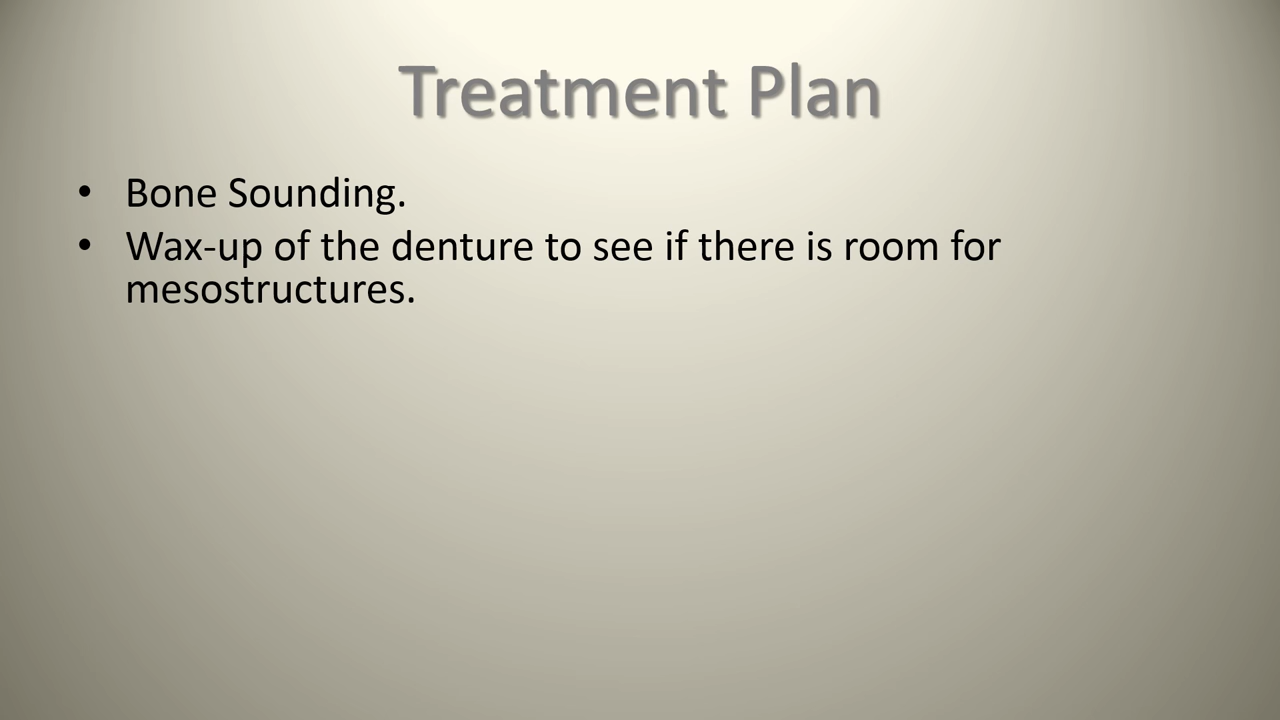 Treatment Plan
• Bone Sounding.
• Wax-up of the denture to see if there is room for
mesostructures.